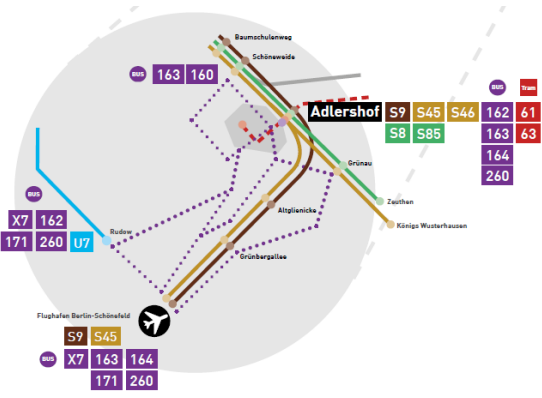 Baumschulenweg
Schöneweide
BUS 163 160
BUS Tram
Adlershof S9 S45 S46 162 61
S8 S85 163 63
164
260
Grünau
BUS
Zeuthen
X7 162
Königs Wusterhausen
Altglienicke
Rudow
171 260 U7
Grünbergallee
Flughafen Berlin-Schönefeld
S9 S45
BUS X7 163 164
171 260